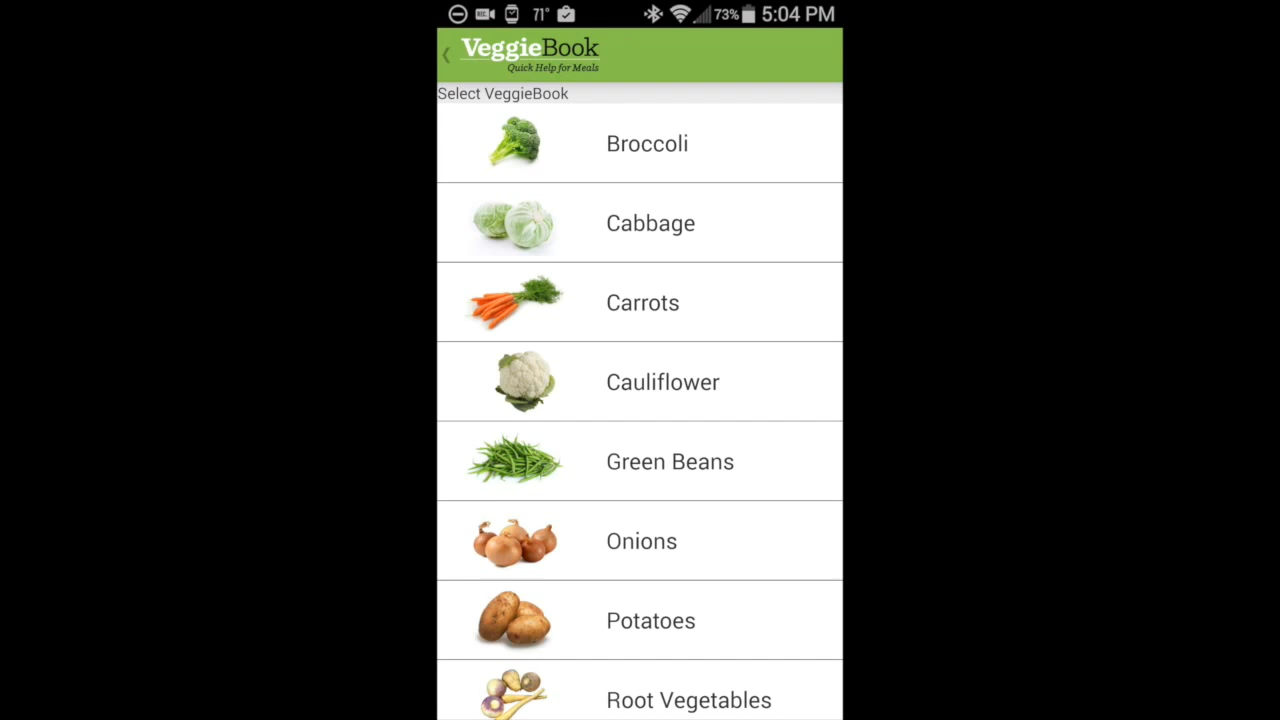 REC 71° 73% 5:04 PM
VeggieBook
Quick Help for Meals
Select VeggieBook
Broccoli
Cabbage
Carrots
Cauliflower
Green Beans
Onions
Potatoes
Root Vegetables